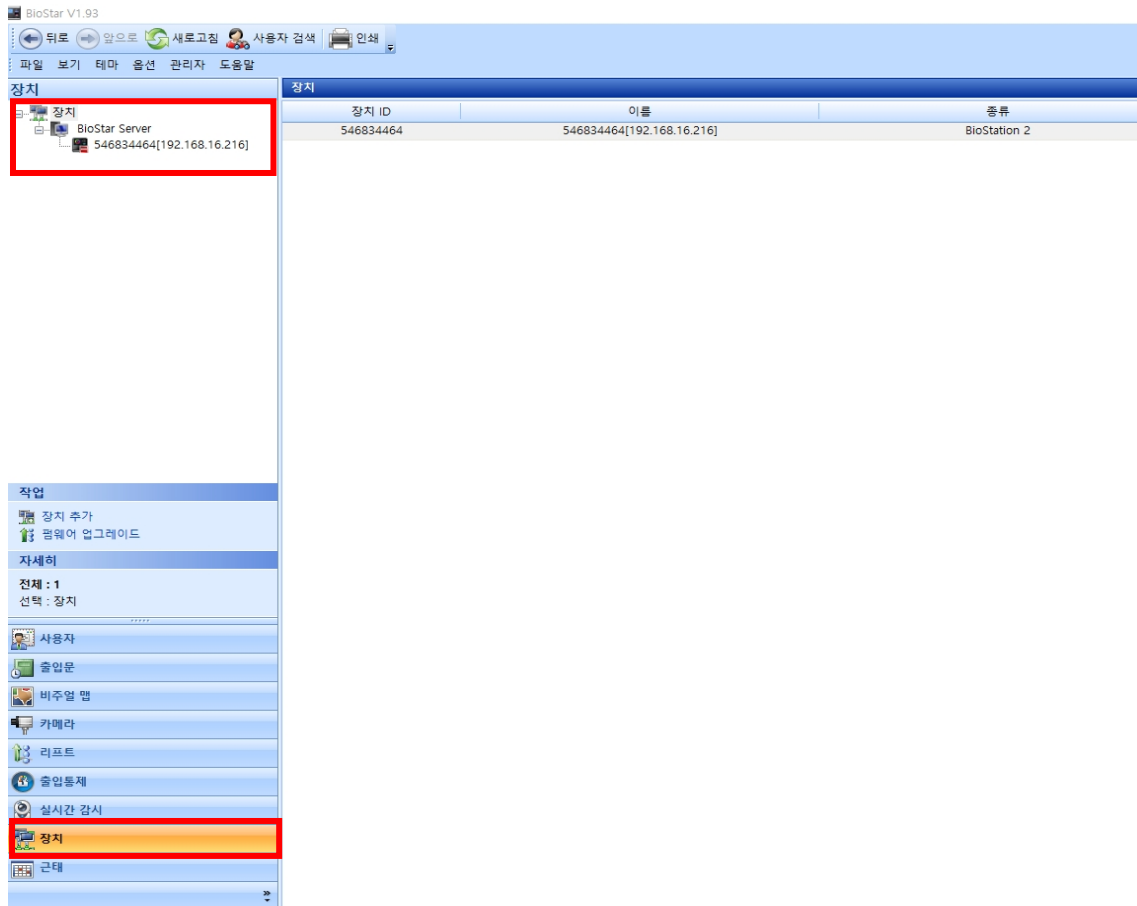 BioStar V1.93
뒤로 앞으로 새로고침 사용자 검색 인쇄
파일 보기 테마 옵션 관리자 도움말
장치
장치
BioStar Server
546834464[192.168.16.216]
장치
장치 ID 이름 종류
546834464 546834464[192.168.16.216] BioStation 2
작업
장치 추가
펌웨어 업그레이드
자세히
전체 : 1
선택 : 장치
사용자
출입문
비주얼 맵
카메라
리프트
출입통제
실시간 감시
장치
근태